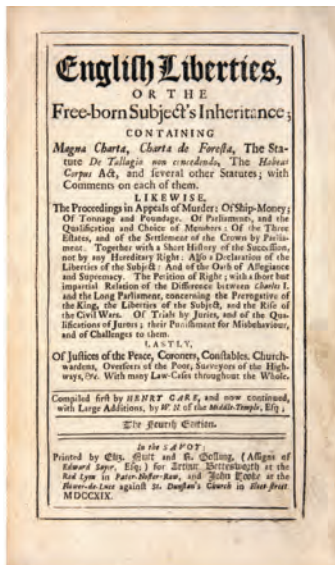 English Liberties,
OR THE
Free-born Subject's Inheritance;
CONTAINING
Magna Charta, Charta de Foresta, The Sta-
tute De Tallagio non concedendo, The Habeas
Corpus Act, and several other Statutes; with
Comments on each of them.
LIKEWISE,
The Proceedings in Appeals of Murder: Of Ship-Money;
Of Tonnage and Poundage. Of Parliaments, and the
Qualification and Choice of Members: Of the Three
Estates, and of the Settlement of the Crown by Parlia-
ment. Together with a Short History of the Succession,
not by any Hereditary Right: Also a Declaration of the
Liberties of the Subject: And of the Oath of Allegiance
and Supremacy. The Petition of Right; with a short but
impartial Relation of the Difference between Charles I.
and the Long Parliament, concerning the Prerogative of
the King, the Liberties of the Subject, and the Rise of
the Civil Wars. Of Trials by Juries, and of the Qua-
lifications of Jurors; their Punishment for Misbehaviour,
and of Challenges to them.
LASTLY,
Of Justices of the Peace, Coroners, Constables, Church-
wardens, Overseers of the Poor, Surveyors of the High-
ways, &c. With many Law-Cases throughout the Whole.
Compiled first by HENRY CARE, and now continued,
with Large Additions, by W. N. of the Middle-Temple, Esq;
The Fourth Edition.
In the SAVOY:
Printed by Eliz. Nutt and R. Gosling, (Assigns of
Edward Sayer, Esq;) for Arthur Bettesworth at the
Red Lyon in Pater-Noster-Row, and John Hooke at the
Flower-de-Luce against St. Dunstan's Church in Fleet-street
MDCCXIX.